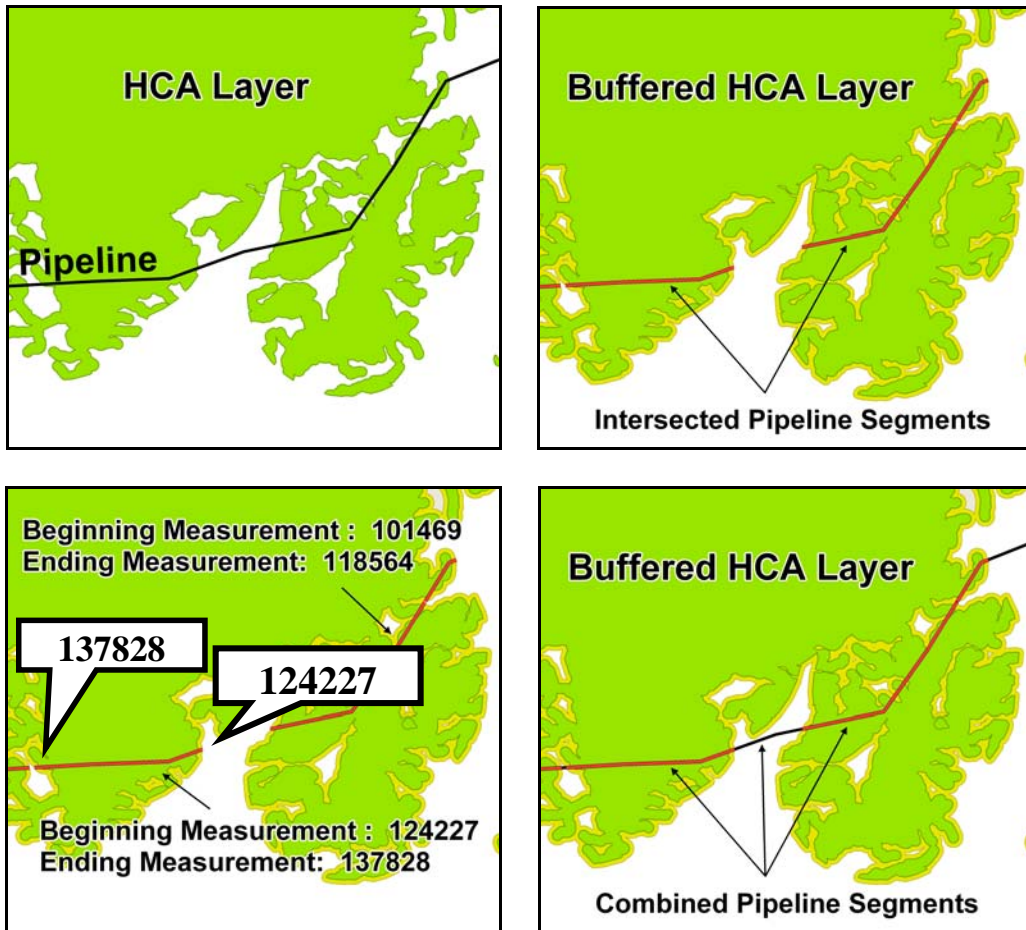 HCA Layer
Pipeline
Buffered HCA Layer
Intersected Pipeline Segments
Beginning Measurement : 101469
Ending Measurement: 118564
137828
124227
Beginning Measurement : 124227
Ending Measurement: 137828
Buffered HCA Layer
Combined Pipeline Segments